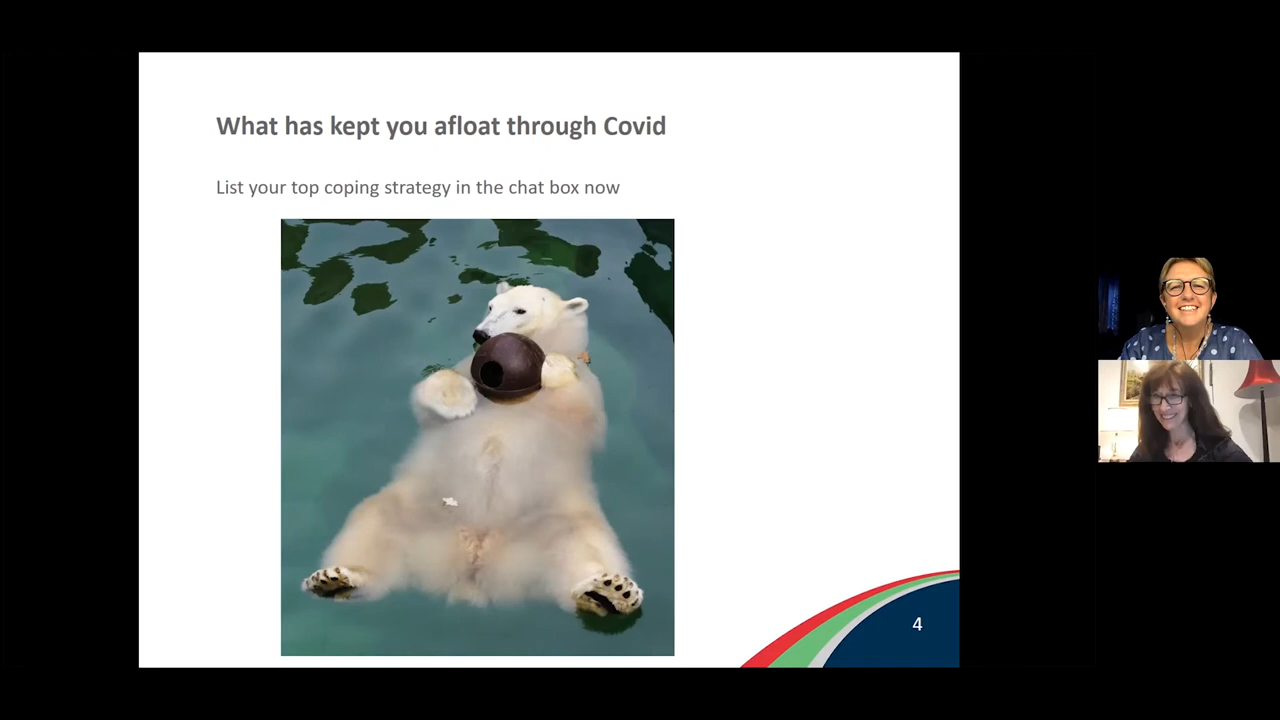 What has kept you afloat through Covid
List your top coping strategy in the chat box now
4